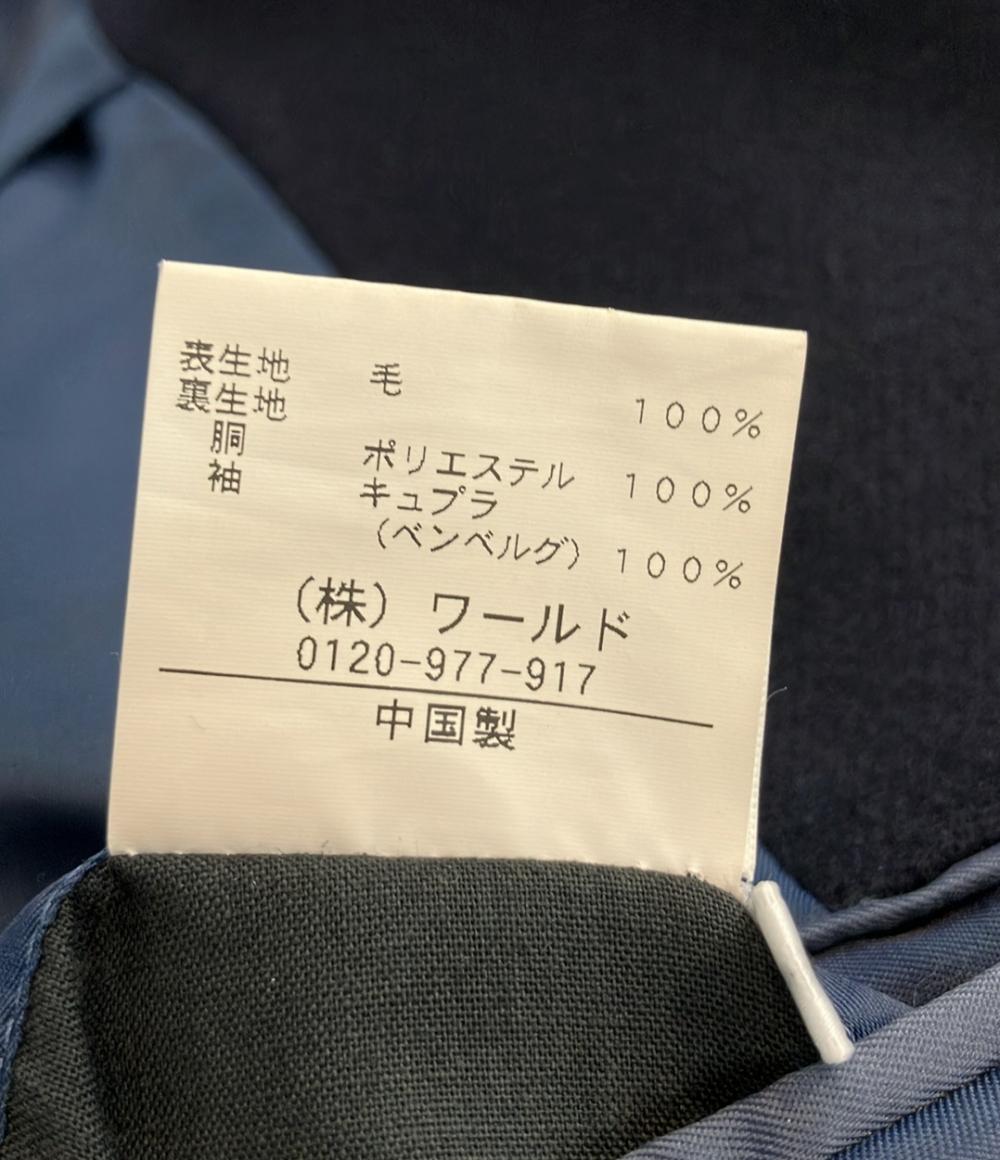 表生地 毛 100%
裏生地
胴 ポリエステル 100%
袖 キュプラ
(ベンベルグ) 100%
(株) ワールド
0120-977-917
中国製